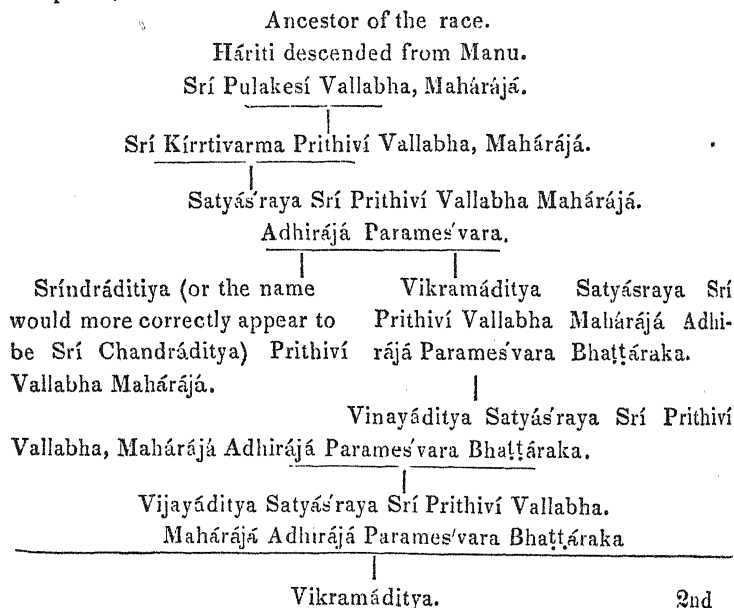 Ancestor of the race.
Háriti descended from Manu.
Srí Pulakesí Vallabha, Mahárájá.
Srí Kírrtivarma Prithiví Vallabha, Mahárájá.
Satyás'raya Srí Prithiví Vallabha Mahárájá.
Adhirájá Parames'vara.
Sríndráditiya (or the name
would more correctly appear to
be Srí Chandráditya) Prithiví
Vallabha Mahárájá.
Vikramáditya Satyásraya Srí
Prithiví Vallabha Mahárájá Adhi-
rájá Parames'vara Bhaṭṭáraka.
Vinayáditya Satyás'raya Srí Prithiví
Vallabha, Mahárájá Adhirájá Parames'vara Bhaṭṭáraka.
Vijayáditya Satyás'raya Srí Prithiví Vallabha.
Mahárájá Adhirájá Parames'vara Bhaṭṭáraka
Vikramáditya. 2nd